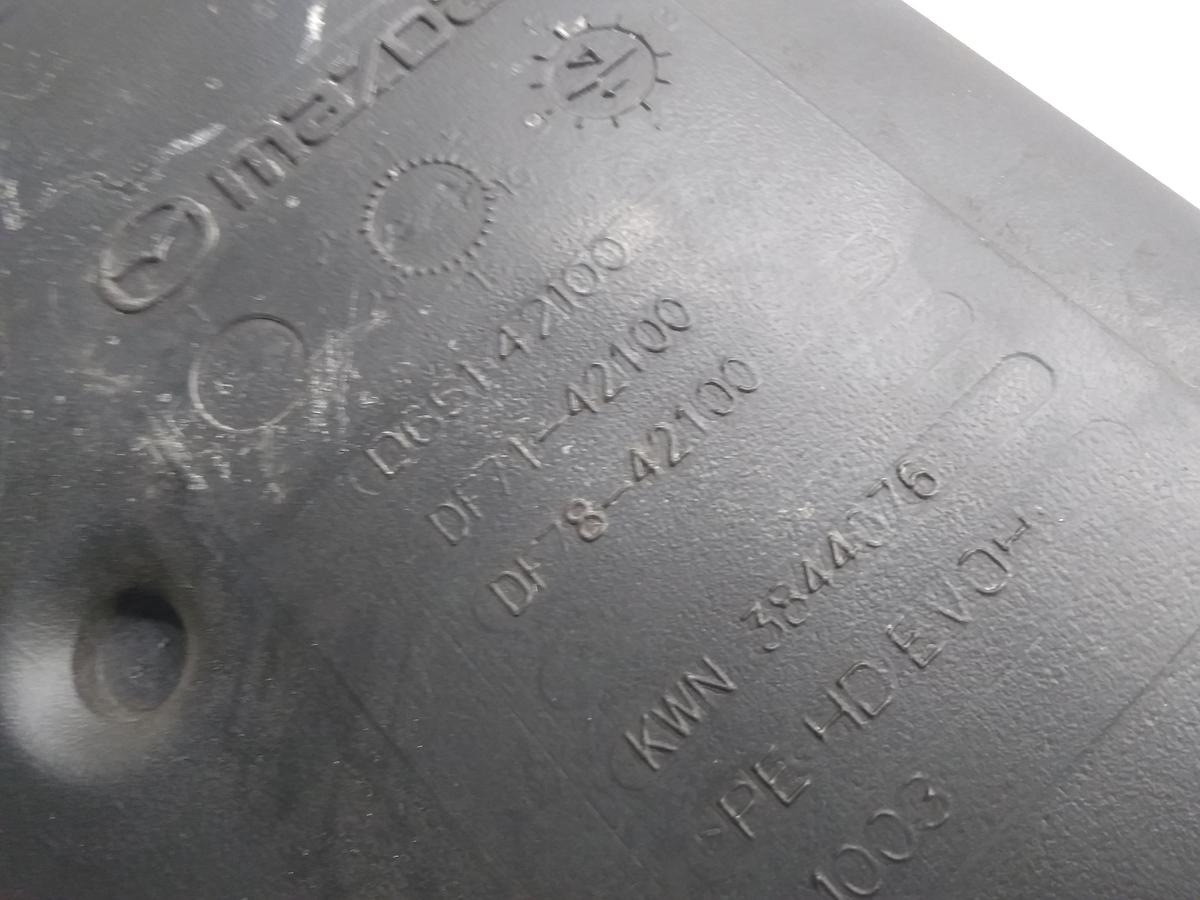 mazda
D651-42100
DF71-42100
DF78-42100
KWN 3844076
PE-HD EVOH
1003